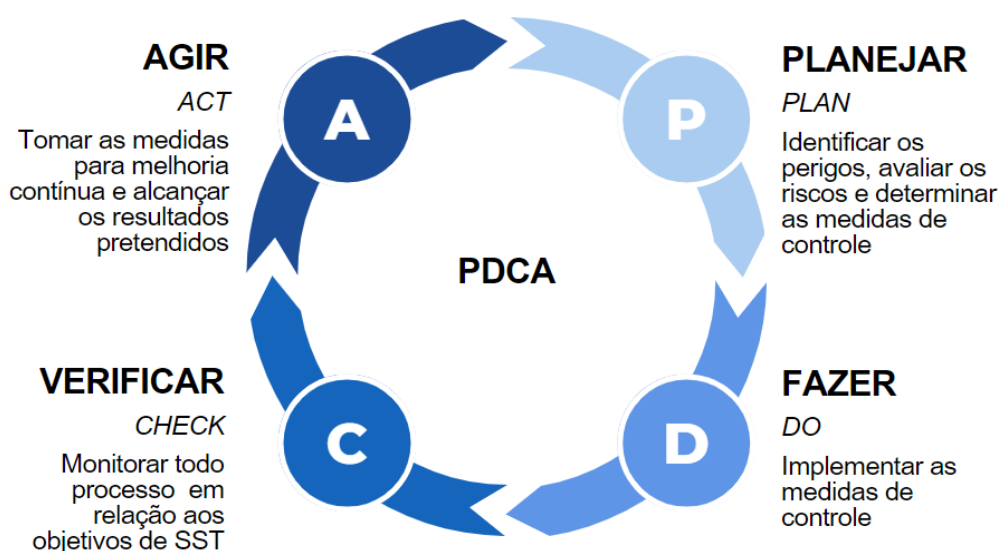 AGIR
ACT
Tomar as medidas
para melhoria
contínua e alcançar
os resultados
pretendidos
A
P
PLANEJAR
PLAN
Identificar os
perigos, avaliar os
riscos e determinar
as medidas de
controle
PDCA
VERIFICAR
CHECK
Monitorar todo
processo em
relação aos
objetivos de SST
C
D
FAZER
DO
Implementar as
medidas de
controle